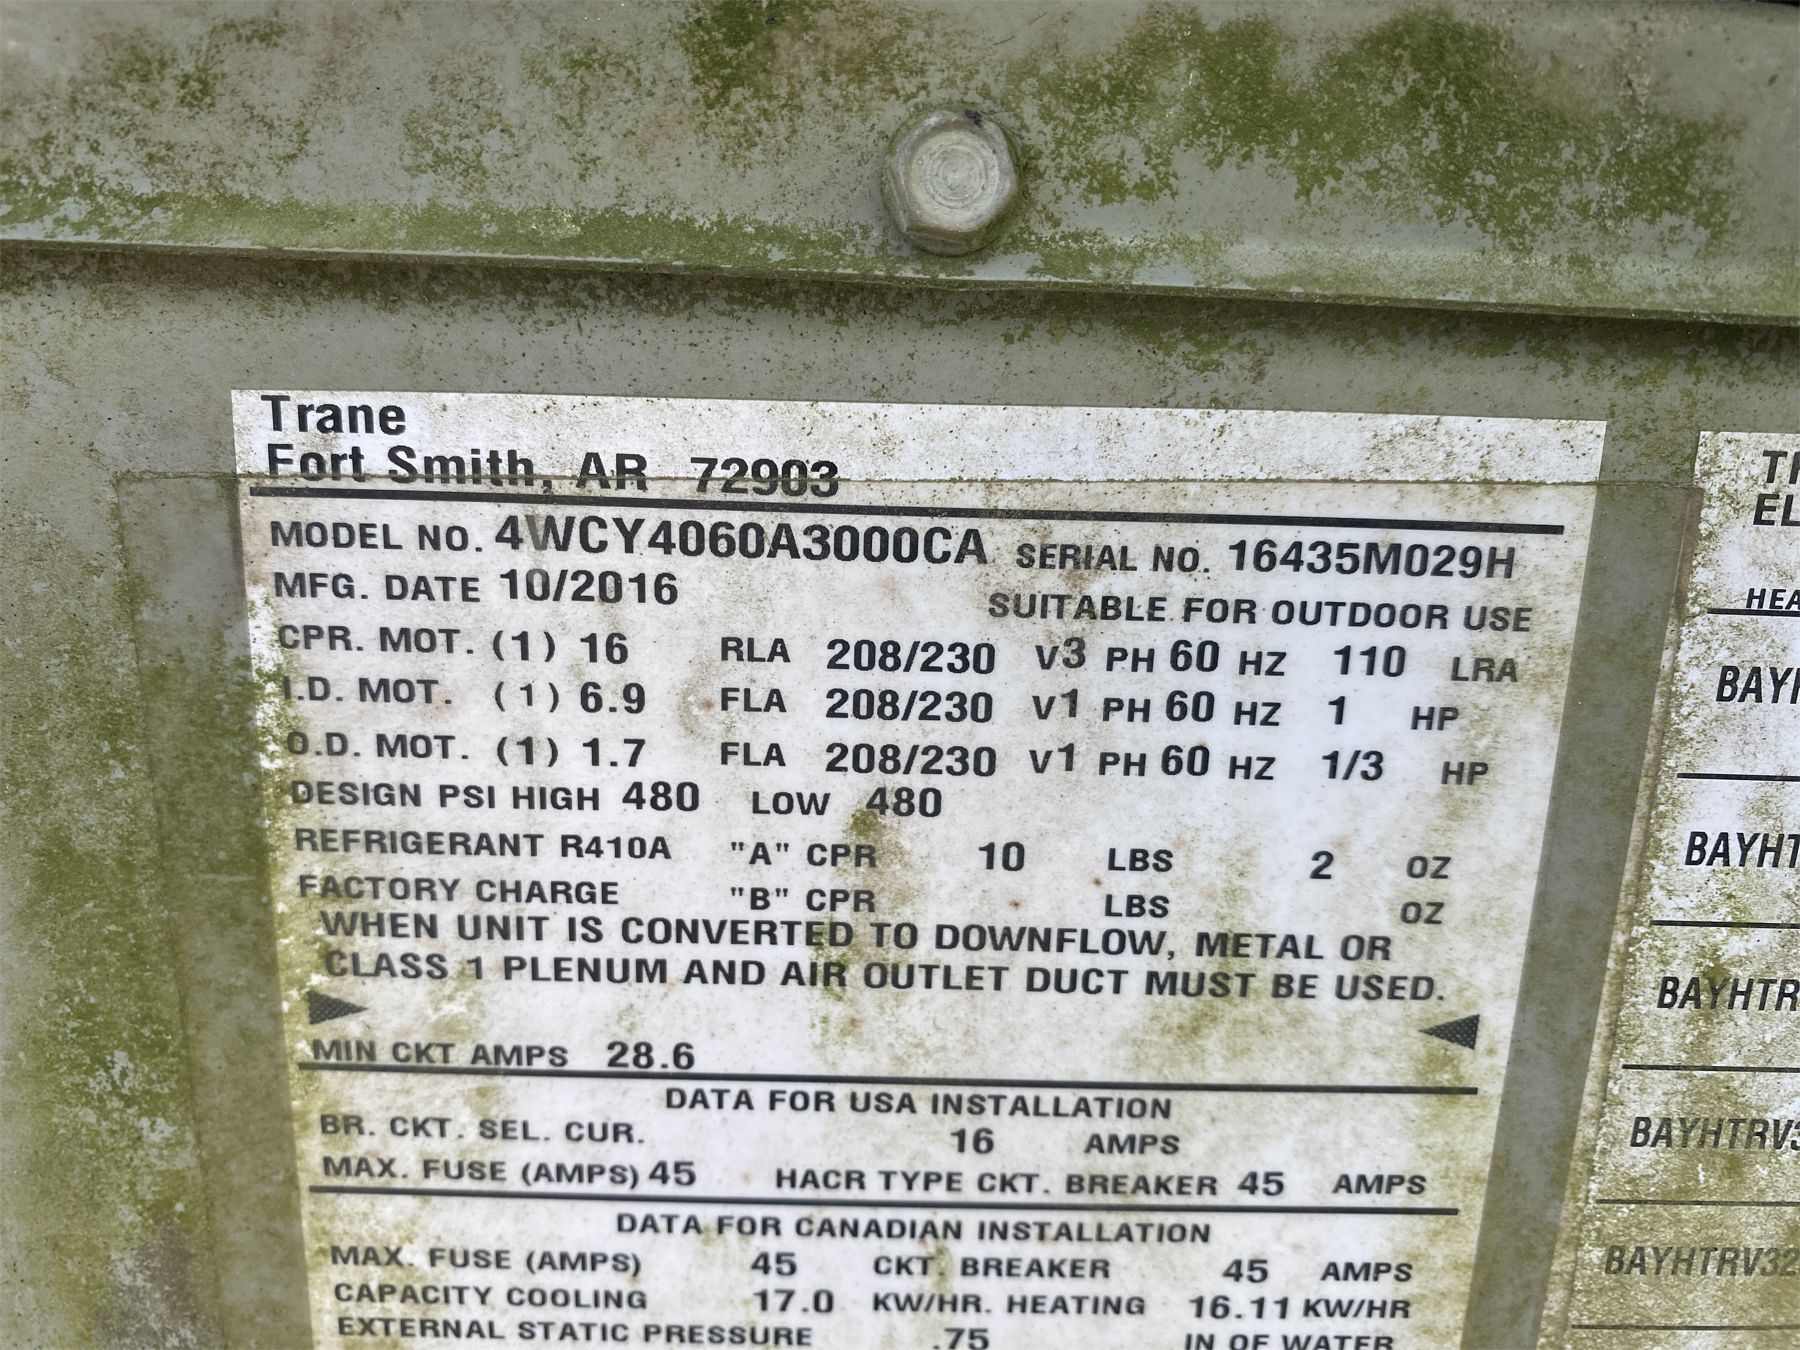 Trane
Fort Smith, AR 72903
MODEL NO. 4WCY4060A3000CA SERIAL NO. 16435M029H
MFG. DATE 10/2016 SUITABLE FOR OUTDOOR USE
CPR. MOT. (1) 16 RLA 208/230 V3 PH 60 HZ 110 LRA
I.D. MOT. (1) 6.9 FLA 208/230 V1 PH 60 HZ 1 HP
O.D. MOT. (1) 1.7 FLA 208/230 V1 PH 60 HZ 1/3 HP
DESIGN PSI HIGH 480 LOW 480
REFRIGERANT R410A "A" CPR 10 LBS 2 OZ
FACTORY CHARGE "B" CPR LBS OZ
WHEN UNIT IS CONVERTED TO DOWNFLOW, METAL OR
CLASS 1 PLENUM AND AIR OUTLET DUCT MUST BE USED.
MIN CKT AMPS 28.6
DATA FOR USA INSTALLATION
BR. CKT. SEL. CUR. 16 AMPS
MAX. FUSE (AMPS) 45 HACR TYPE CKT. BREAKER 45 AMPS
DATA FOR CANADIAN INSTALLATION
MAX. FUSE (AMPS) 45 CKT. BREAKER 45 AMPS
CAPACITY COOLING 17.0 KW/HR. HEATING 16.11 KW/HR
EXTERNAL STATIC PRESSURE .75 IN OF WATER
EL
HEA
BAYHT
BAYHTR
BAYHTRV3
BAYHTRV32